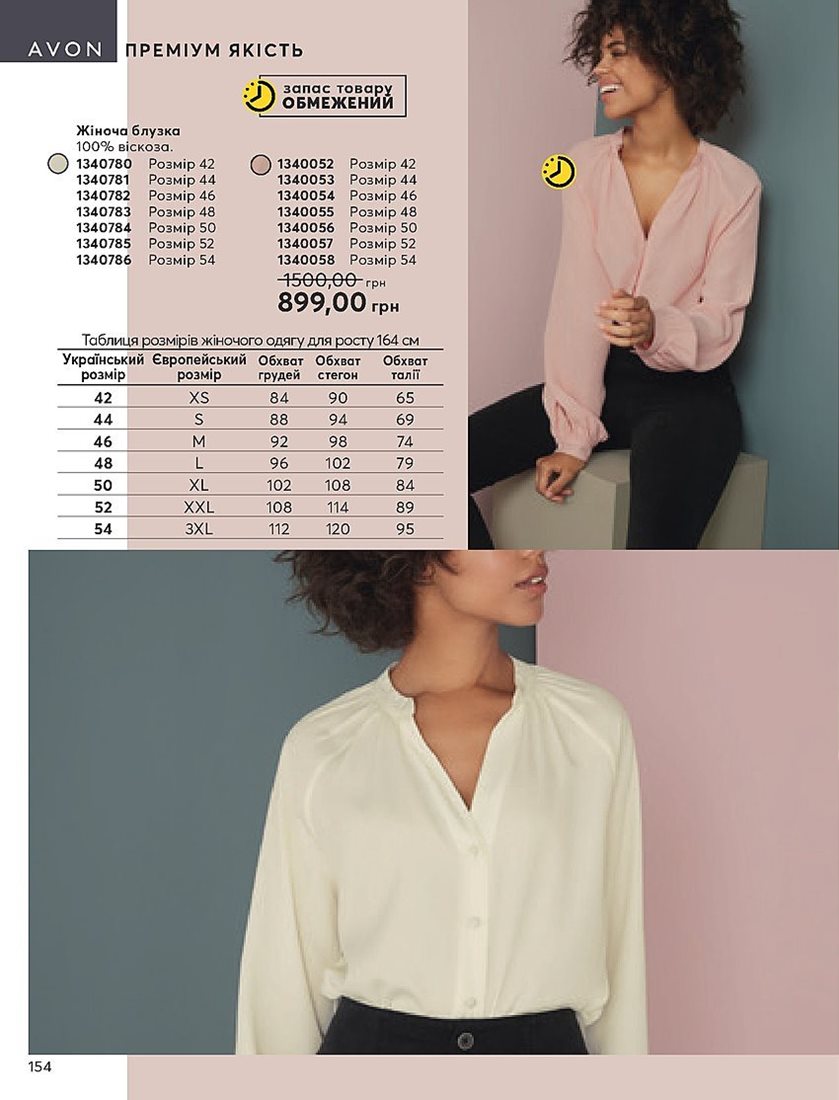 AVON ПРЕМІУМ ЯКІСТЬ
запас товару
ОБМЕЖЕНИЙ
Жіноча блузка
100% віскоза.
1340780 Розмір 42
1340781 Розмір 44
1340782 Розмір 46
1340783 Розмір 48
1340784 Розмір 50
1340785 Розмір 52
1340786 Розмір 54
1340052 Розмір 42
1340053 Розмір 44
1340054 Розмір 46
1340055 Розмір 48
1340056 Розмір 50
1340057 Розмір 52
1340058 Розмір 54
1500,00 грн
899,00 грн
Таблиця розмірів жіночого одягу для росту 164 см
Український Європейський Обхват Обхват Обхват
розмір розмір грудей стегон талії
42 XS 84 90 65
44 S 88 94 69
46 M 92 98 74
48 L 96 102 79
50 XL 102 108 84
52 XXL 108 114 89
54 3XL 112 120 95
154